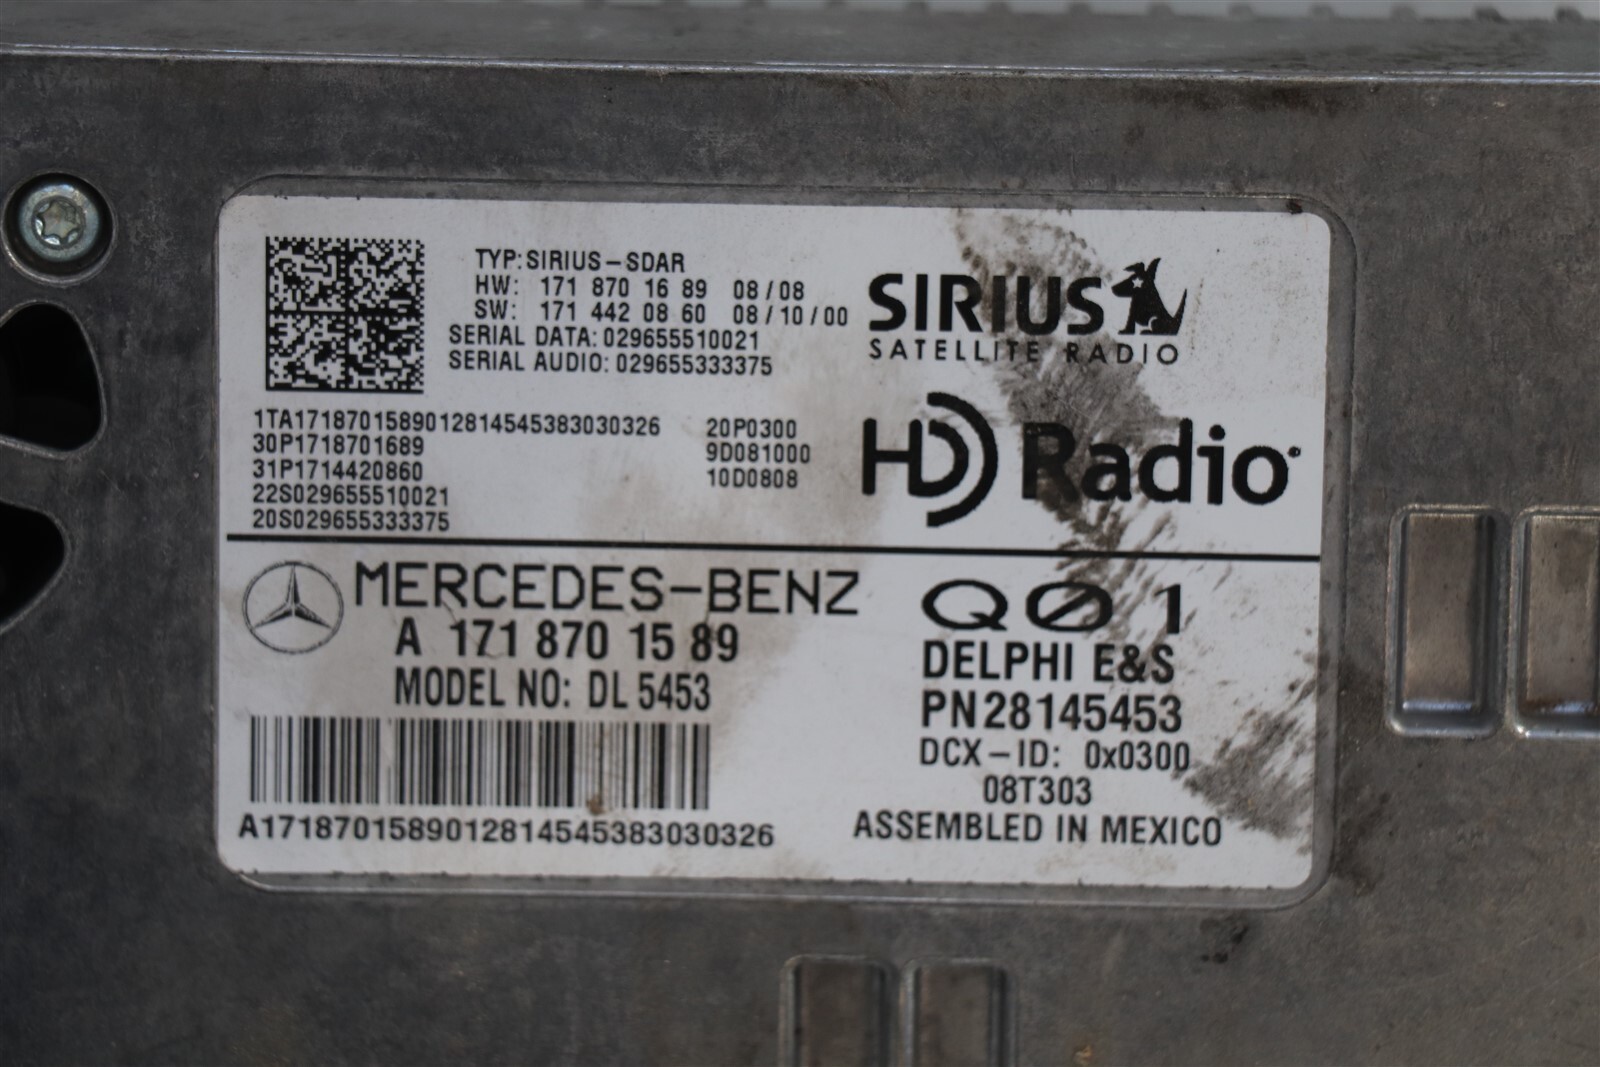 TYP: SIRIUS-SDAR
HW: 171 870 16 89 08/08
SW: 171 442 08 60 08/10/00
SERIAL DATA: 029655510021
SERIAL AUDIO: 029655333375
SIRIUS
SATELLITE RADIO
1TA17187015890128145453830303​26
20P0300
30P1718701689
9D081000
31P1714420860
10D0808
22S029655510021
20S029655333375
HD Radio
MERCEDES-BENZ
A 171 870 15 89
MODEL NO: DL 5453
A17187015890128145453830303​26
QØ1
DELPHI E&S
PN28145453
DCX-ID: 0x0300
08T303
ASSEMBLED IN MEXICO